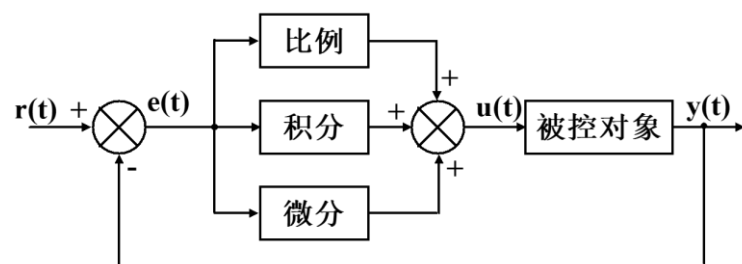 比例
+
r(t) + e(t) 积分 + u(t) 被控对象 y(t)
-
+
微分